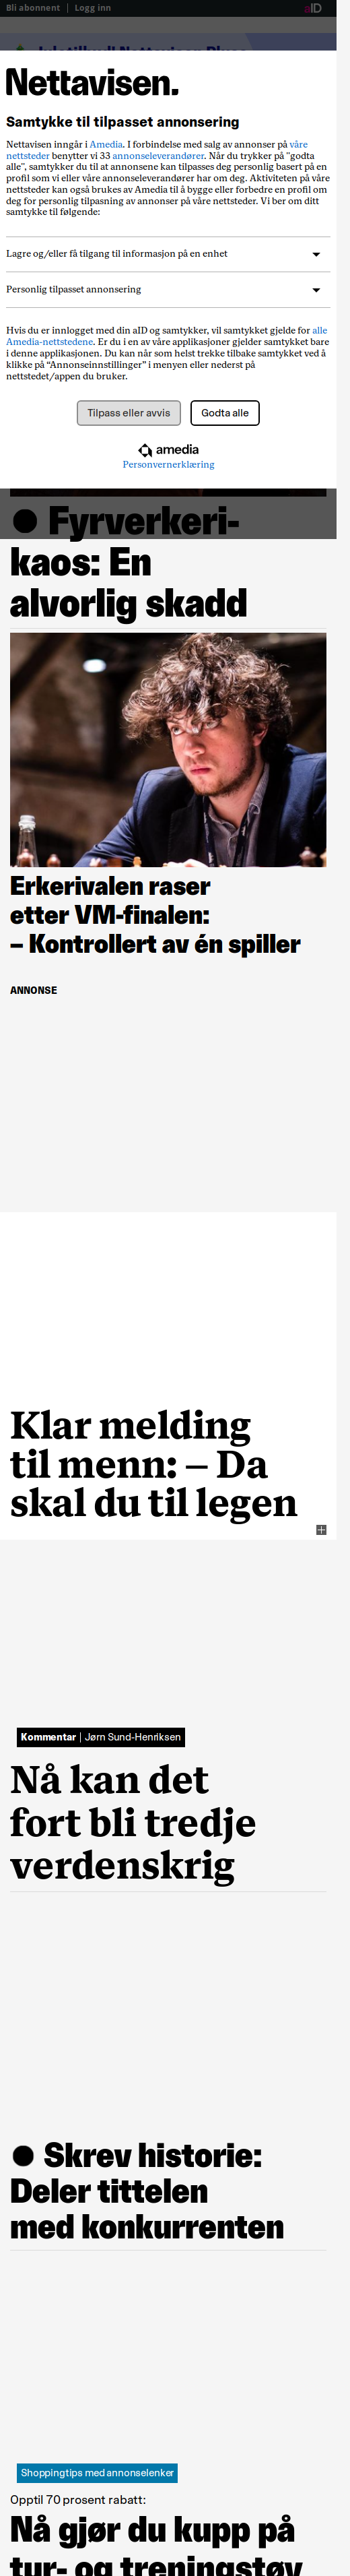 Bli abonnent | Logg inn
aID
Nettavisen.
Samtykke til tilpasset annonsering
Nettavisen inngår i Amedia. I forbindelse med salg av annonser på våre
nettsteder benytter vi 33 annonseleverandører. Når du trykker på "godta
alle", samtykker du til at annonsene kan tilpasses deg personlig basert på en
profil som vi eller våre annonseleverandører har om deg. Aktiviteten på våre
nettsteder kan også brukes av Amedia til å bygge eller forbedre en profil om
deg for personlig tilpasning av annonser på våre nettsteder. Vi ber om ditt
samtykke til følgende:
Lagre og/eller få tilgang til informasjon på en enhet
Personlig tilpasset annonsering
Hvis du er innlogget med din aID og samtykker, vil samtykket gjelde for alle
Amedia-nettstedene. Er du i en av våre applikasjoner gjelder samtykket bare
i denne applikasjonen. Du kan når som helst trekke tilbake samtykket ved å
klikke på “Annonseinnstillinger” i menyen eller nederst på
nettstedet/appen du bruker.
Tilpass eller avvis
Godta alle
amedia
Personvernerklæring
● Fyrverkeri-
kaos: En
alvorlig skadd
Erkerivalen raser
etter VM-finalen:
– Kontrollert av én spiller
ANNONSE
Klar melding
til menn: – Da
skal du til legen
Kommentar | Jørn Sund-Henriksen
Nå kan det
fort bli tredje
verdenskrig
● Skrev historie:
Deler tittelen
med konkurrenten
Shoppingtips med annonselenker
Opptil 70 prosent rabatt:
Nå gjør du kupp på
tur- og treningstøy